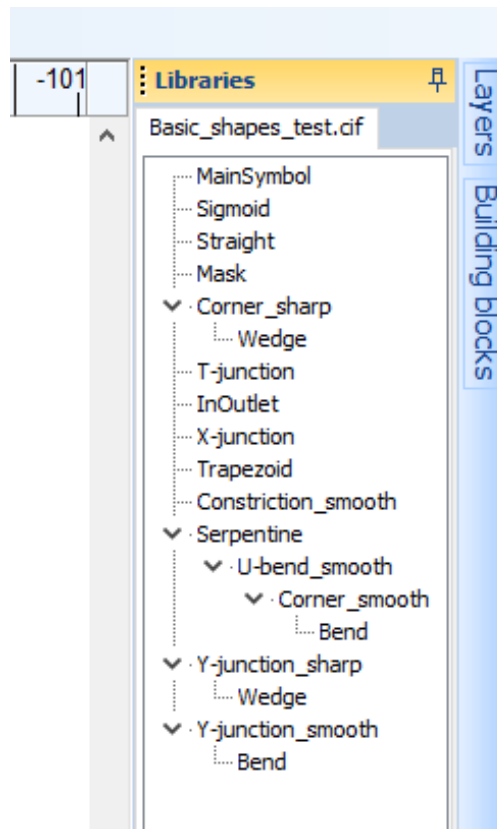 -101
Libraries
Basic_shapes_test.cif
MainSymbol
Sigmoid
Straight
Mask
Corner_sharp
Wedge
T-junction
InOutlet
X-junction
Trapezoid
Constriction_smooth
Serpentine
U-bend_smooth
Corner_smooth
Bend
Y-junction_sharp
Wedge
Y-junction_smooth
Bend
Layers
Building blocks